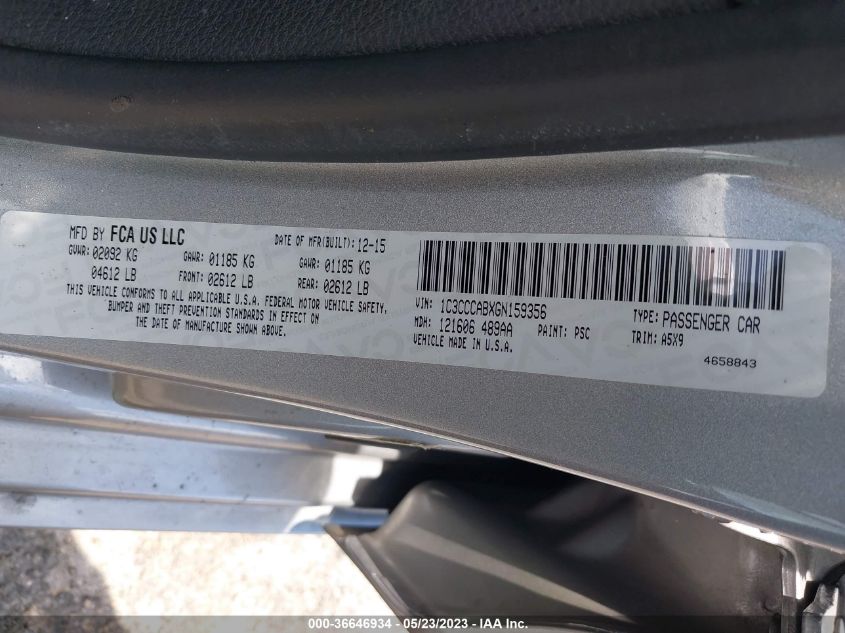 MFD BY FCA US LLC
DATE OF MFR(BUILT): 12-15
GVWR: 02092 KG GAWR: 01185 KG GAWR: 01185 KG
04612 LB FRONT: 02612 LB REAR: 02612 LB
THIS VEHICLE CONFORMS TO ALL APPLICABLE U.S.A. FEDERAL MOTOR VEHICLE SAFETY,
BUMPER AND THEFT PREVENTION STANDARDS IN EFFECT ON
THE DATE OF MANUFACTURE SHOWN ABOVE.
VIN: 1C3CCCABXGN159356 TYPE: PASSENGER CAR
MDH: 121606 489AA PAINT: PSC TRIM: A5X9
VEHICLE MADE IN U.S.A.
4658843
000-36646934 — 05/23/2023 — IAA Inc.